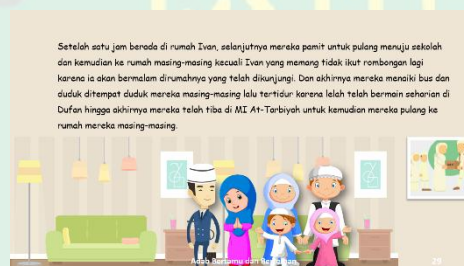 Setelah satu jam berada di rumah Ivan, selanjutnya mereka pamit untuk pulang menuju sekolah
dan kemudian ke rumah masing-masing kecuali Ivan yang memang tidak ikut rombongan lagi
karena ia akan bermalam dirumahnya yang telah dikunjungi. Dan akhirnya mereka menaiki bus dan
duduk ditempat duduk mereka masing-masing lalu tertidur karena lelah telah bermain seharian di
Dufan hingga akhirnya mereka telah tiba di MI At-Tarbiyah untuk kemudian mereka pulang ke
rumah mereka masing-masing.
Adab Bertamu dan Berteman
29